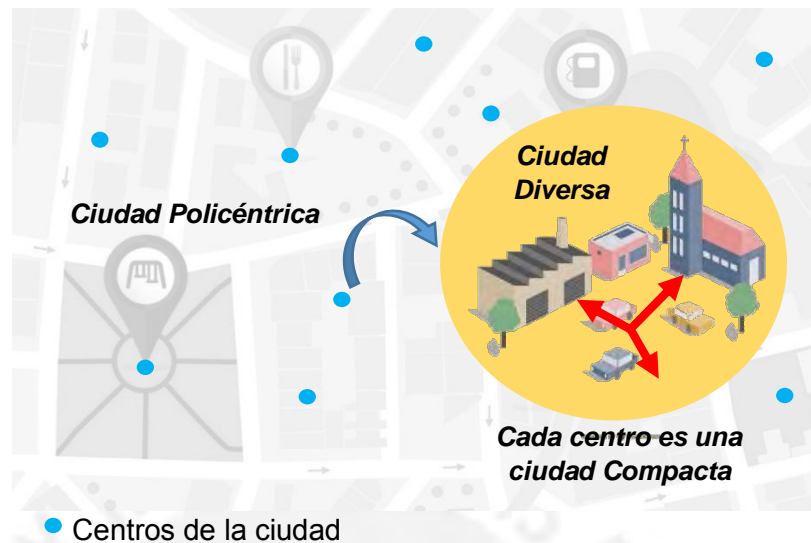 Ciudad
Diversa
Ciudad Policéntrica
Cada centro es una
ciudad Compacta
Centros de la ciudad